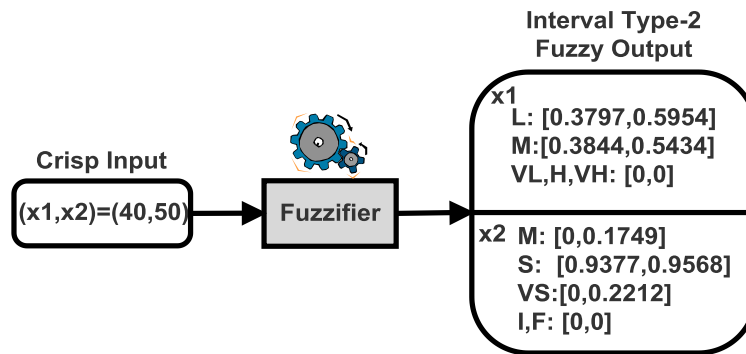 Interval Type-2
Fuzzy Output
Crisp Input
(x1,x2)=(40,50)
Fuzzifier
x1
L: [0.3797,0.5954]
M:[0.3844,0.5434]
VL,H,VH: [0,0]
x2 M: [0,0.1749]
S: [0.9377,0.9568]
VS:[0,0.2212]
I,F: [0,0]